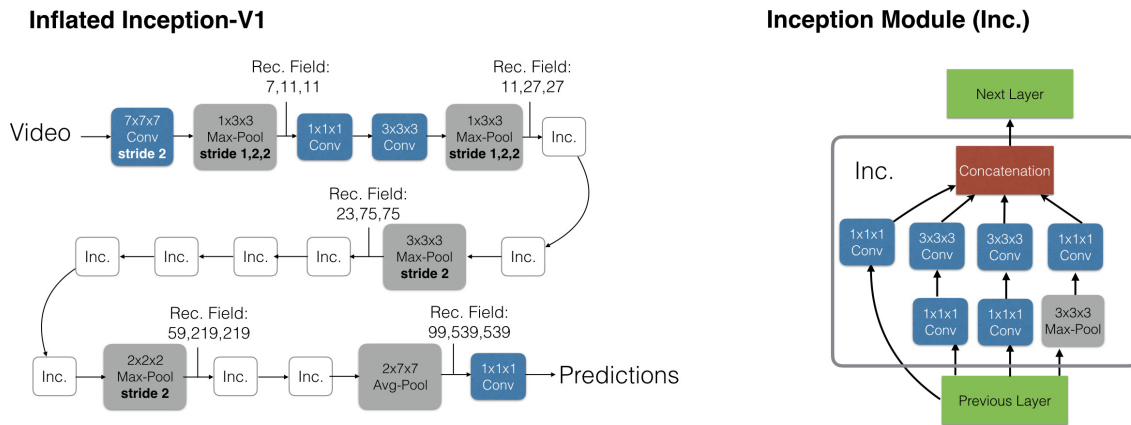 Inflated Inception-V1
Rec. Field:
7,11,11
Rec. Field:
11,27,27
Video
7x7x7
Conv
stride 2
1x3x3
Max-Pool
stride 1,2,2
1x1x1
Conv
3x3x3
Conv
1x3x3
Max-Pool
stride 1,2,2
Inc.
Rec. Field:
23,75,75
Inc.
Inc.
Inc.
Inc.
3x3x3
Max-Pool
stride 2
Inc.
Rec. Field:
59,219,219
Rec. Field:
99,539,539
Inc.
2x2x2
Max-Pool
stride 2
Inc.
Inc.
2x7x7
Avg-Pool
1x1x1
Conv
Predictions
Inception Module (Inc.)
Next Layer
Inc.
Concatenation
1x1x1
Conv
3x3x3
Conv
3x3x3
Conv
1x1x1
Conv
1x1x1
Conv
1x1x1
Conv
3x3x3
Max-Pool
Previous Layer